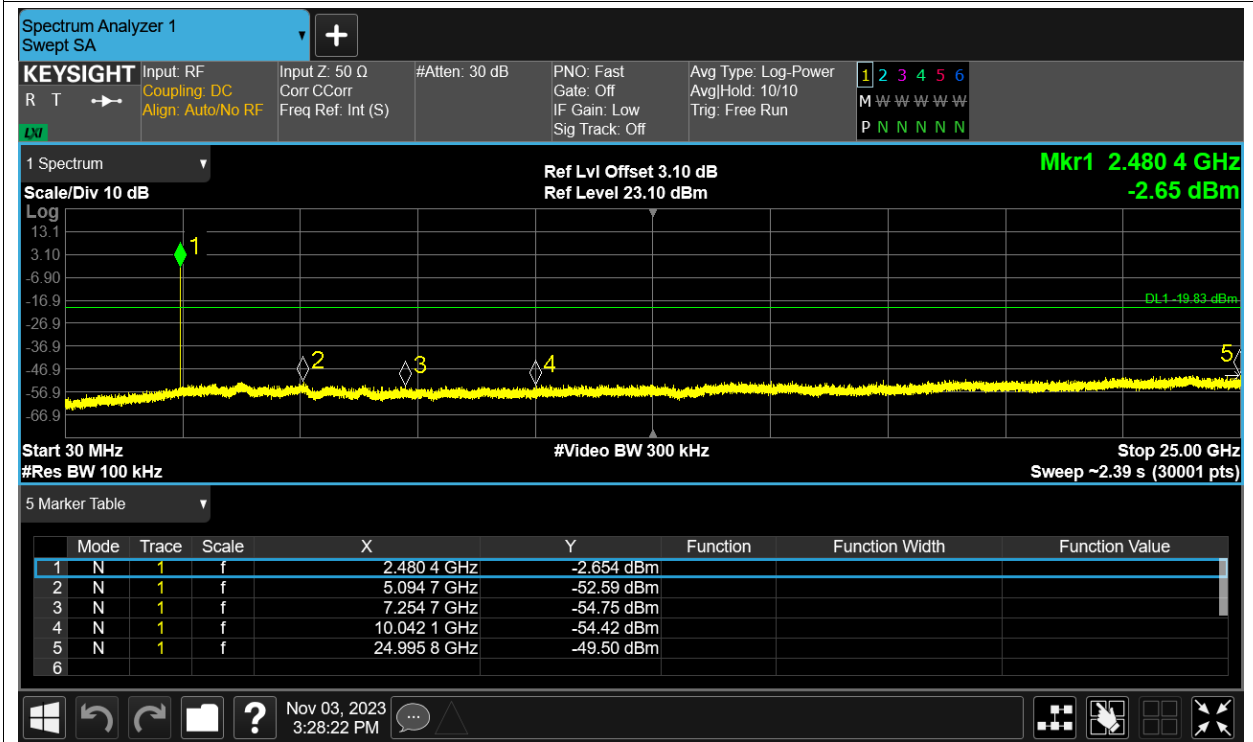 Spectrum Analyzer 1
Swept SA
KEYSIGHT
R T
LXI
Input: RF
Coupling: DC
Align: Auto/No RF
Input Z: 50 Ω
Corr CCorr
Freq Ref: Int (S)
#Atten: 30 dB
PNO: Fast
Gate: Off
IF Gain: Low
Sig Track: Off
Avg Type: Log-Power
Avg|Hold: 10/10
Trig: Free Run
1 2 3 4 5 6
M W W W W W
P N N N N N
1 Spectrum
Scale/Div 10 dB
Ref Lvl Offset 3.10 dB
Ref Level 23.10 dBm
Mkr1 2.480 4 GHz
-2.65 dBm
Log
13.1
3.10
-6.90
-16.9
-26.9
-36.9
-46.9
-56.9
-66.9
1
2
3
4
5
DL1 -19.83 dBm
Start 30 MHz
#Video BW 300 kHz
Stop 25.00 GHz
#Res BW 100 kHz
Sweep ~2.39 s (30001 pts)
5 Marker Table
Mode Trace Scale X Y Function Function Width Function Value
1 N 1 f 2.480 4 GHz -2.654 dBm
2 N 1 f 5.094 7 GHz -52.59 dBm
3 N 1 f 7.254 7 GHz -54.75 dBm
4 N 1 f 10.042 1 GHz -54.42 dBm
5 N 1 f 24.995 8 GHz -49.50 dBm
6
?
Nov 03, 2023
3:28:22 PM